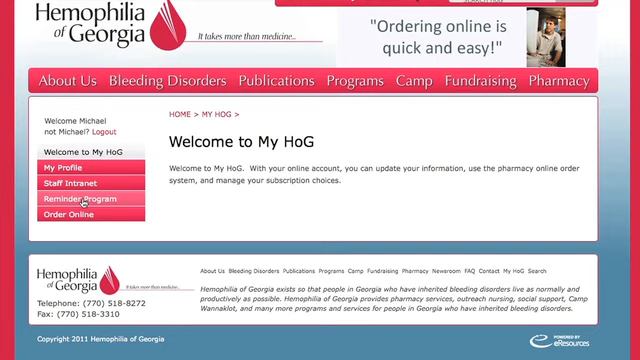 Hemophilia
of Georgia
It takes more than medicine...
"Ordering online is
quick and easy!"
About Us Bleeding Disorders Publications Programs Camp Fundraising Pharmacy
Welcome Michael
not Michael? Logout
Welcome to My HoG
My Profile
Staff Intranet
Reminder Program
Order Online
HOME > MY HOG >
Welcome to My HoG
Welcome to My HoG. With your online account, you can update your information, use the pharmacy online order
system, and manage your subscription choices.
Hemophilia
of Georgia
It takes more than medicine...
Telephone: (770) 518-8272
Fax: (770) 518-3310
About Us Bleeding Disorders Publications Programs Camp Fundraising Pharmacy Newsroom FAQ Contact My HoG Search
Hemophilia of Georgia exists so that people in Georgia who have inherited bleeding disorders live as normally and
productively as possible. Hemophilia of Georgia provides pharmacy services, outreach nursing, social support, Camp
Wannaklot, and many more programs and services for people in Georgia who have inherited bleeding disorders.
Copyright 2011 Hemophilia of Georgia
POWERED BY
eResources